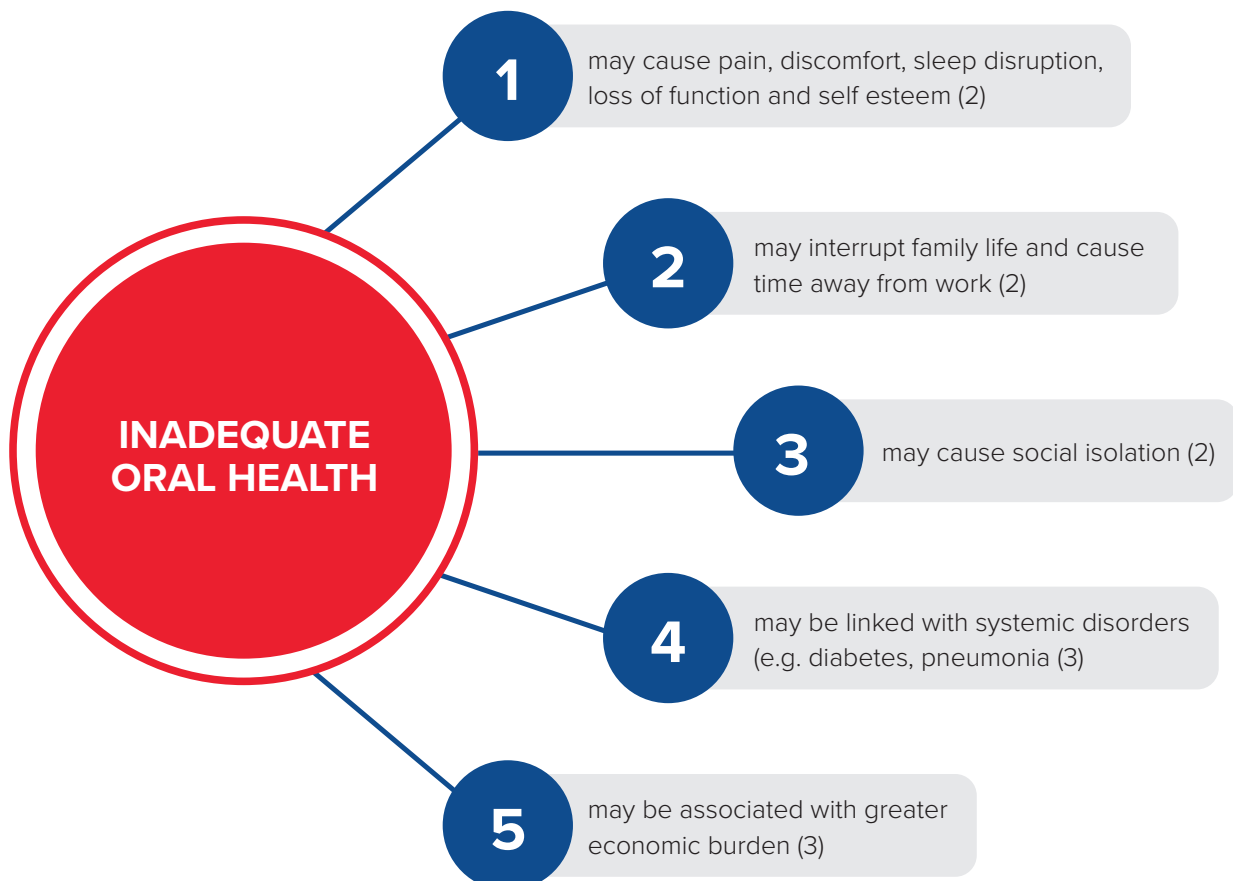 1
may cause pain, discomfort, sleep disruption,
loss of function and self esteem (2)
2
may interrupt family life and cause
time away from work (2)
INADEQUATE
ORAL HEALTH
3
may cause social isolation (2)
4
may be linked with systemic disorders
(e.g. diabetes, pneumonia (3)
5
may be associated with greater
economic burden (3)